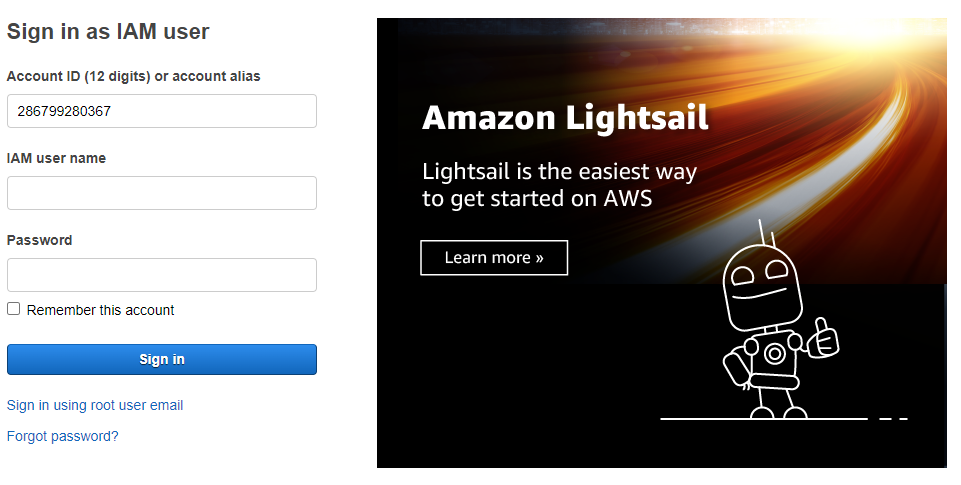 Sign in as IAM user
Account ID (12 digits) or account alias
286799280367
IAM user name
Password
Remember this account
Sign in
Sign in using root user email
Forgot password?
Amazon Lightsail
Lightsail is the easiest way
to get started on AWS
Learn more »